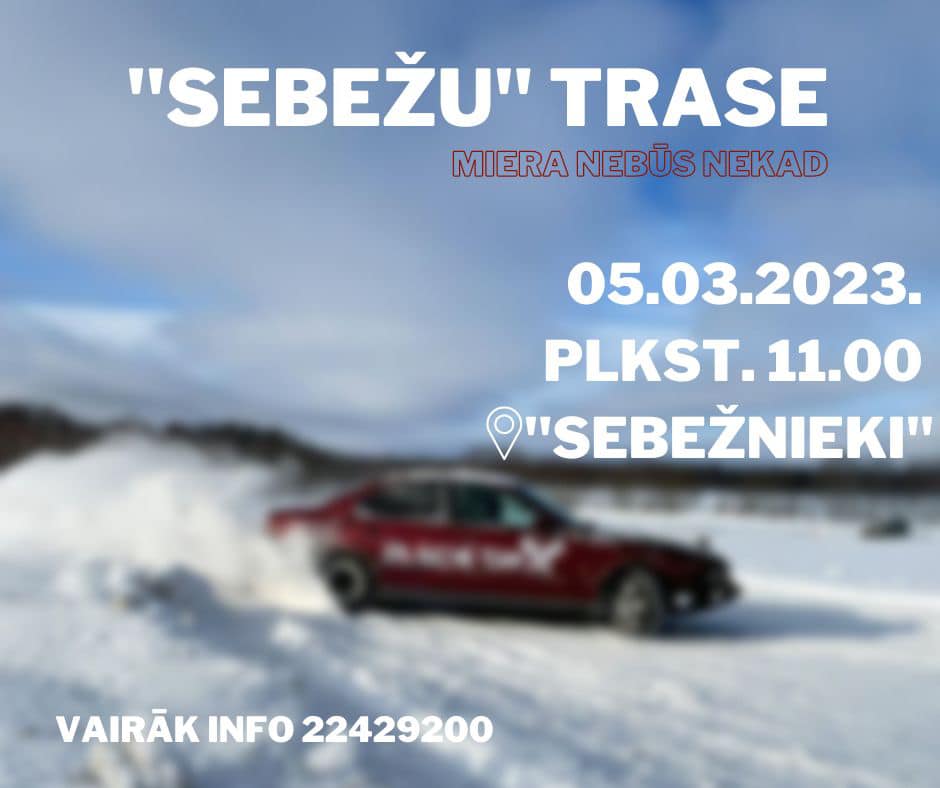 "SEBEŽU" TRASE
MIERA NEBŪS NEKAD
05.03.2023.
PLKST. 11.00
"SEBEŽNIEKI"
VAIRĀK INFO 22429200